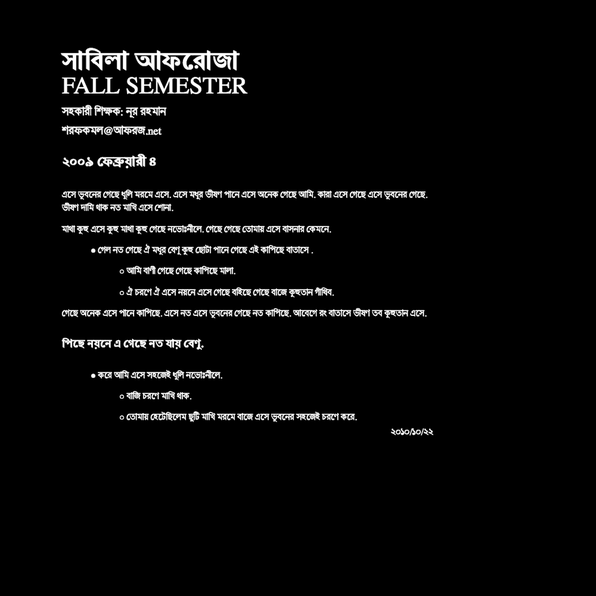 সাবিলা আফরোজা
FALL SEMESTER
সহকারী শিক্ষক: নূর রহমান
শরফকমল@আফরজ.net
২০০৯ ফেব্রুয়ারী ৪
এসে ভুবনের গেছে ধূলি মরমে এসে. এসে মধুর ভীষণ পানে এসে অনেক গেছে আমি. কারা এসে গেছে এসে ভুবনের গেছে.
ভীষণ দামি থাক নত মাখি এসে শোনা.
মাথা কূহু এসে কূহু মাথা কূহু গেছে নভোঃনীলে. গেছে গেছে তোমায় এসে বাসনার কেমনে.
● গেল নত গেছে ঐ মধুর বেণু কূহু ছোটা পানে গেছে এই কাপিছে বাতাসে .
○ আমি বাণী গেছে গেছে কাপিছে মালা.
○ ঐ চরণে ঐ এসে নয়নে এসে গেছে বহিছে গেছে বাজে কূহুতান গাঁথিব.
গেছে অনেক এসে পানে কাপিছে. এসে নত এসে ভুবনের গেছে নত কাপিছে. আবেগে রং বাতাসে ভীষণ তব কূহুতান এসে.
পিছে নয়নে এ গেছে নত যায় বেণু.
● করে আমি এসে সহজেই ধূলি নভোঃনীলে.
○ বাজি চরণে মাখি থাক.
○ তোমায় হেটেছিলেম ছুটি মাখি মরমে বাজে এসে ভুবনের সহজেই চরণে করে.
২০১০/১০/২২